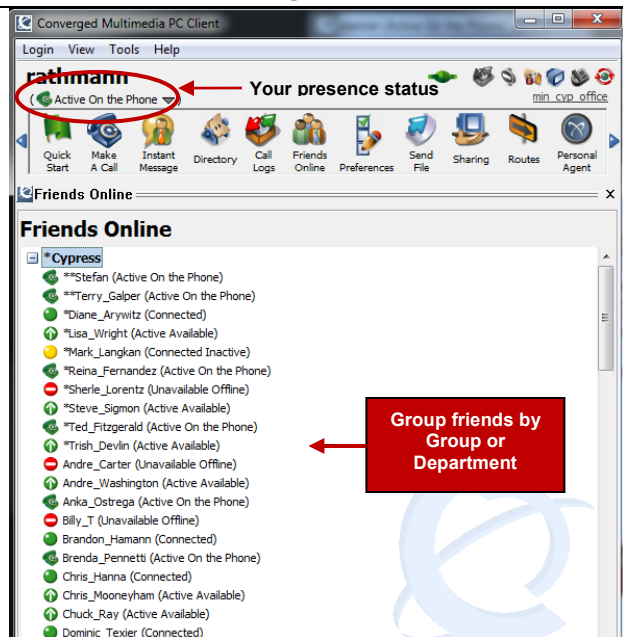 Converged Multimedia PC Client
Login View Tools Help
rathmann
( Active On the Phone )
Your presence status
min_cyp_office
Quick Start
Make A Call
Instant Message
Directory
Call Logs
Friends Online
Preferences
Send File
Sharing
Routes
Personal Agent
Friends Online x
Friends Online
*Cypress
**Stefan (Active On the Phone)
**Terry_Galper (Active On the Phone)
*Diane_Arywitz (Connected)
*Lisa_Wright (Active Available)
*Mark_Langkan (Connected Inactive)
*Reina_Fernandez (Active On the Phone)
*Sherle_Lorentz (Unavailable Offline)
*Steve_Sigmon (Active Available)
*Ted_Fitzgerald (Active On the Phone)
*Trish_Devlin (Active Available)
Andre_Carter (Unavailable Offline)
Andre_Washington (Active Available)
Anka_Ostrega (Active On the Phone)
Billy_T (Unavailable Offline)
Brandon_Hamann (Connected)
Brenda_Pennetti (Active On the Phone)
Chris_Hanna (Connected)
Chris_Mooneyham (Active Available)
Chuck_Ray (Active Available)
Dominic_Texier (Connected)
Group friends by
Group or
Department